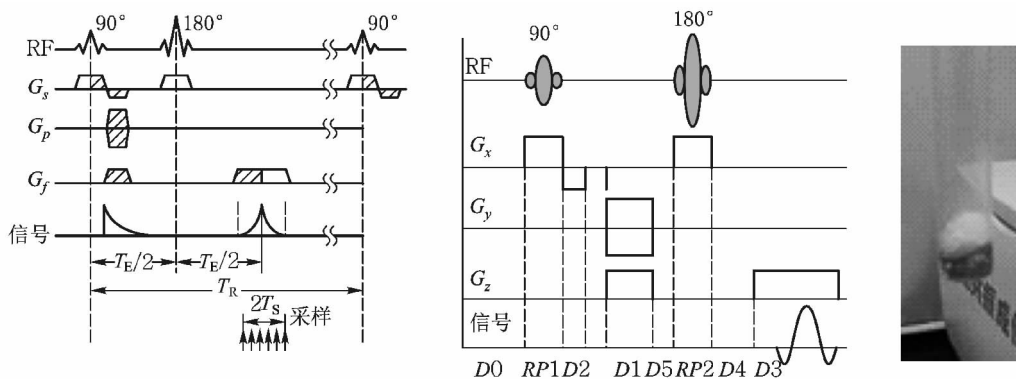 90° 180° 90°
RF
G_s
G_p
G_f
信号
T_E/2 T_E/2
T_R
2T_S 采样
90° 180°
RF
G_x
G_y
G_z
信号
D0 RP1 D2 D1 D5 RP2 D4 D3